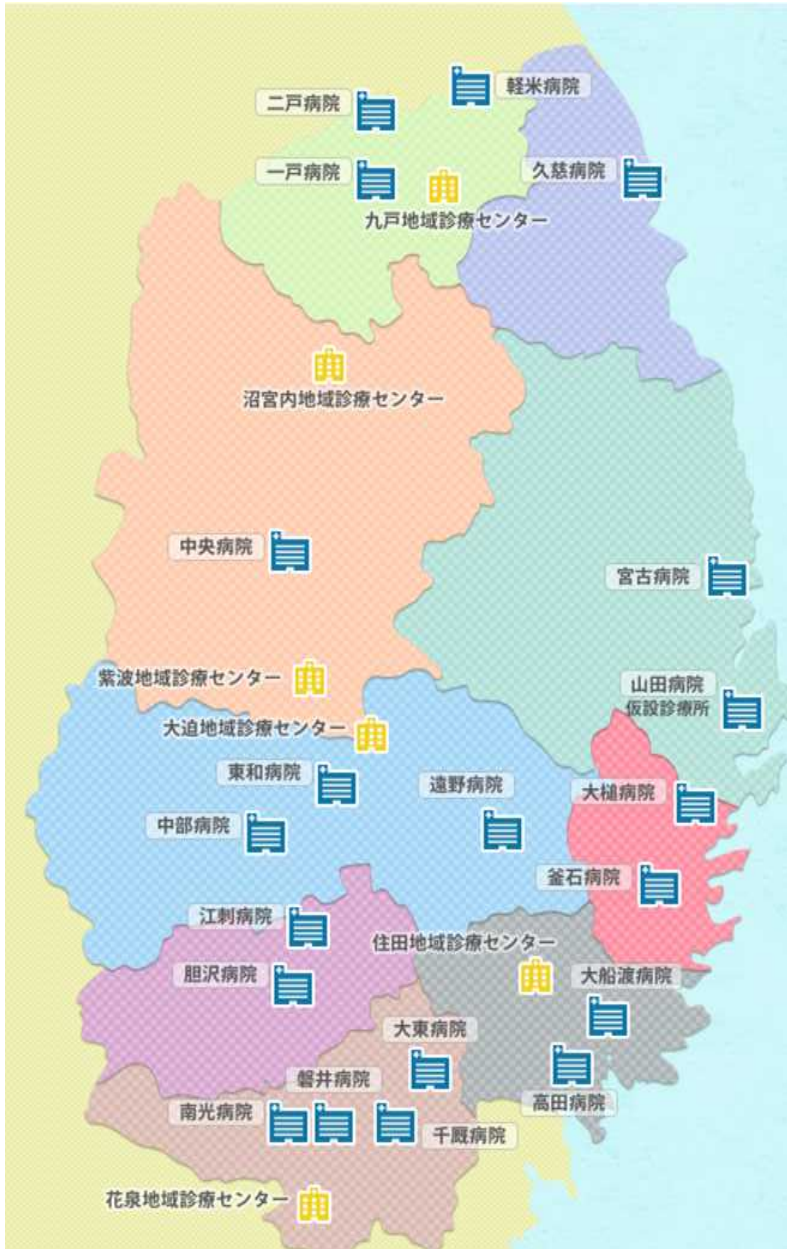 軽米病院
二戸病院
一戸病院
久慈病院
九戸地域診療センター
沼宮内地域診療センター
中央病院
宮古病院
紫波地域診療センター
山田病院
仮設診療所
大迫地域診療センター
東和病院
遠野病院
大槌病院
中部病院
釜石病院
江刺病院
住田地域診療センター
胆沢病院
大船渡病院
大東病院
磐井病院
高田病院
南光病院
千厩病院
花泉地域診療センター